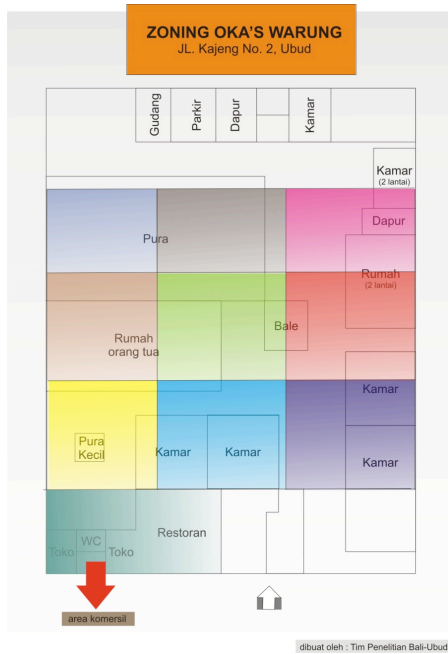 ZONING OKA'S WARUNG
JL. Kajeng No. 2, Ubud
Gudang
Parkir
Dapur
Kamar
Kamar
(2 lantai)
Dapur
Pura
Rumah
(2 lantai)
Bale
Rumah
orang tua
Kamar
Pura
Kecil
Kamar
Kamar
Kamar
Restoran
WC
Toko
Toko
area komersil
dibuat oleh : Tim Penelitian Bali-Ubud